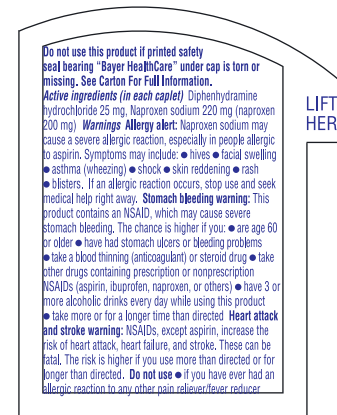 Do not use this product if printed safety
seal bearing “Bayer HealthCare” under cap is torn or
missing. See Carton For Full Information.
Active ingredients (in each caplet) Diphenhydramine
hydrochloride 25 mg, Naproxen sodium 220 mg (naproxen
200 mg) Warnings Allergy alert: Naproxen sodium may
cause a severe allergic reaction, especially in people allergic
to aspirin. Symptoms may include: ● hives ● facial swelling
● asthma (wheezing) ● shock ● skin reddening ● rash
● blisters. If an allergic reaction occurs, stop use and seek
medical help right away. Stomach bleeding warning: This
product contains an NSAID, which may cause severe
stomach bleeding. The chance is higher if you: ● are age 60
or older ● have had stomach ulcers or bleeding problems
● take a blood thinning (anticoagulant) or steroid drug ● take
other drugs containing prescription or nonprescription
NSAIDs (aspirin, ibuprofen, naproxen, or others) ● have 3 or
more alcoholic drinks every day while using this product
● take more or for a longer time than directed Heart attack
and stroke warning: NSAIDs, except aspirin, increase the
risk of heart attack, heart failure, and stroke. These can be
fatal. The risk is higher if you use more than directed or for
longer than directed. Do not use ● if you have ever had an
allergic reaction to any other pain reliever/fever reducer
LIFT
HER